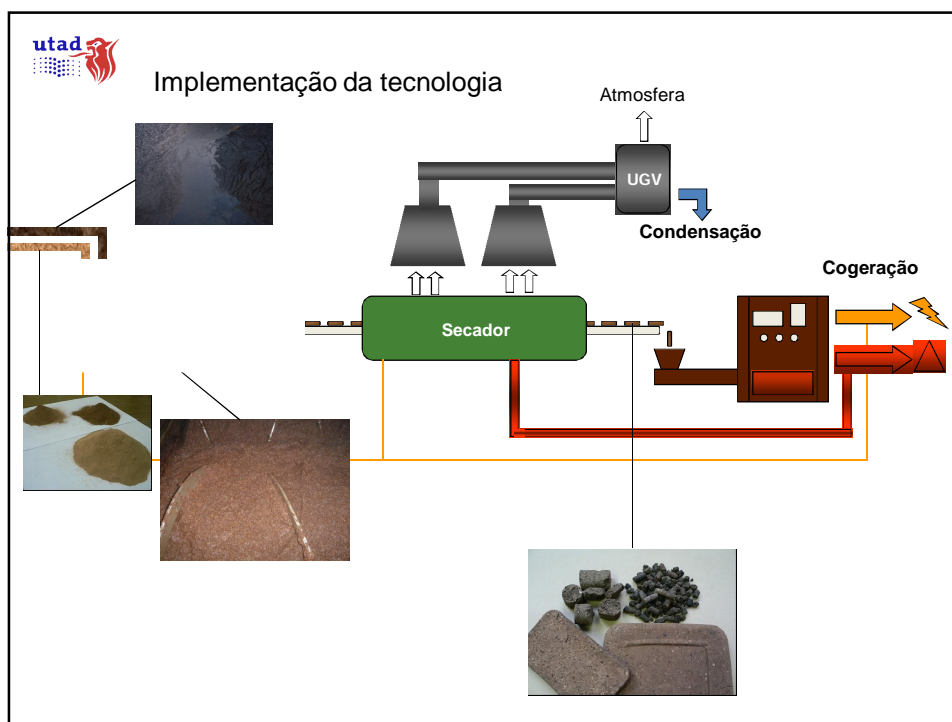 utad
Implementação da tecnologia
Atmosfera
UGV
Condensação
Cogeração
Secador